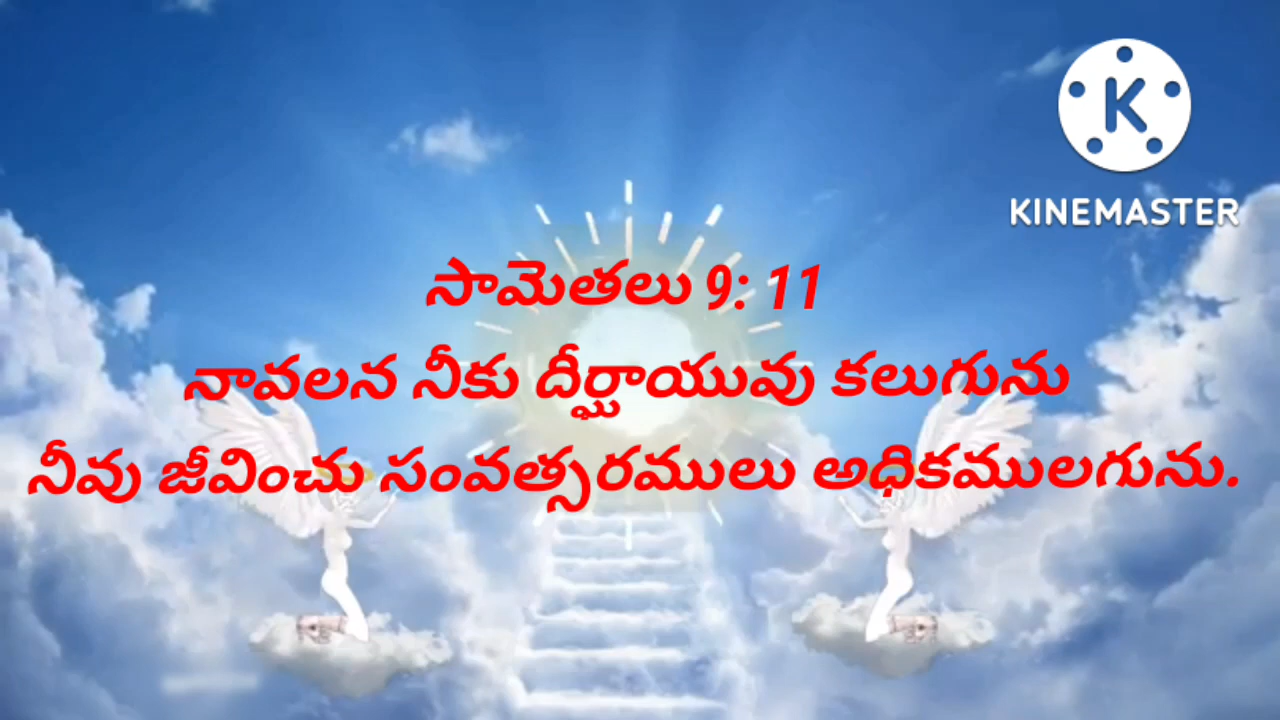 KINEMASTER
సామెతలు 9: 11
నావలన నీకు దీర్ఘాయువు కలుగును
నీవు జీవించు సంవత్సరములు అధికములగును.